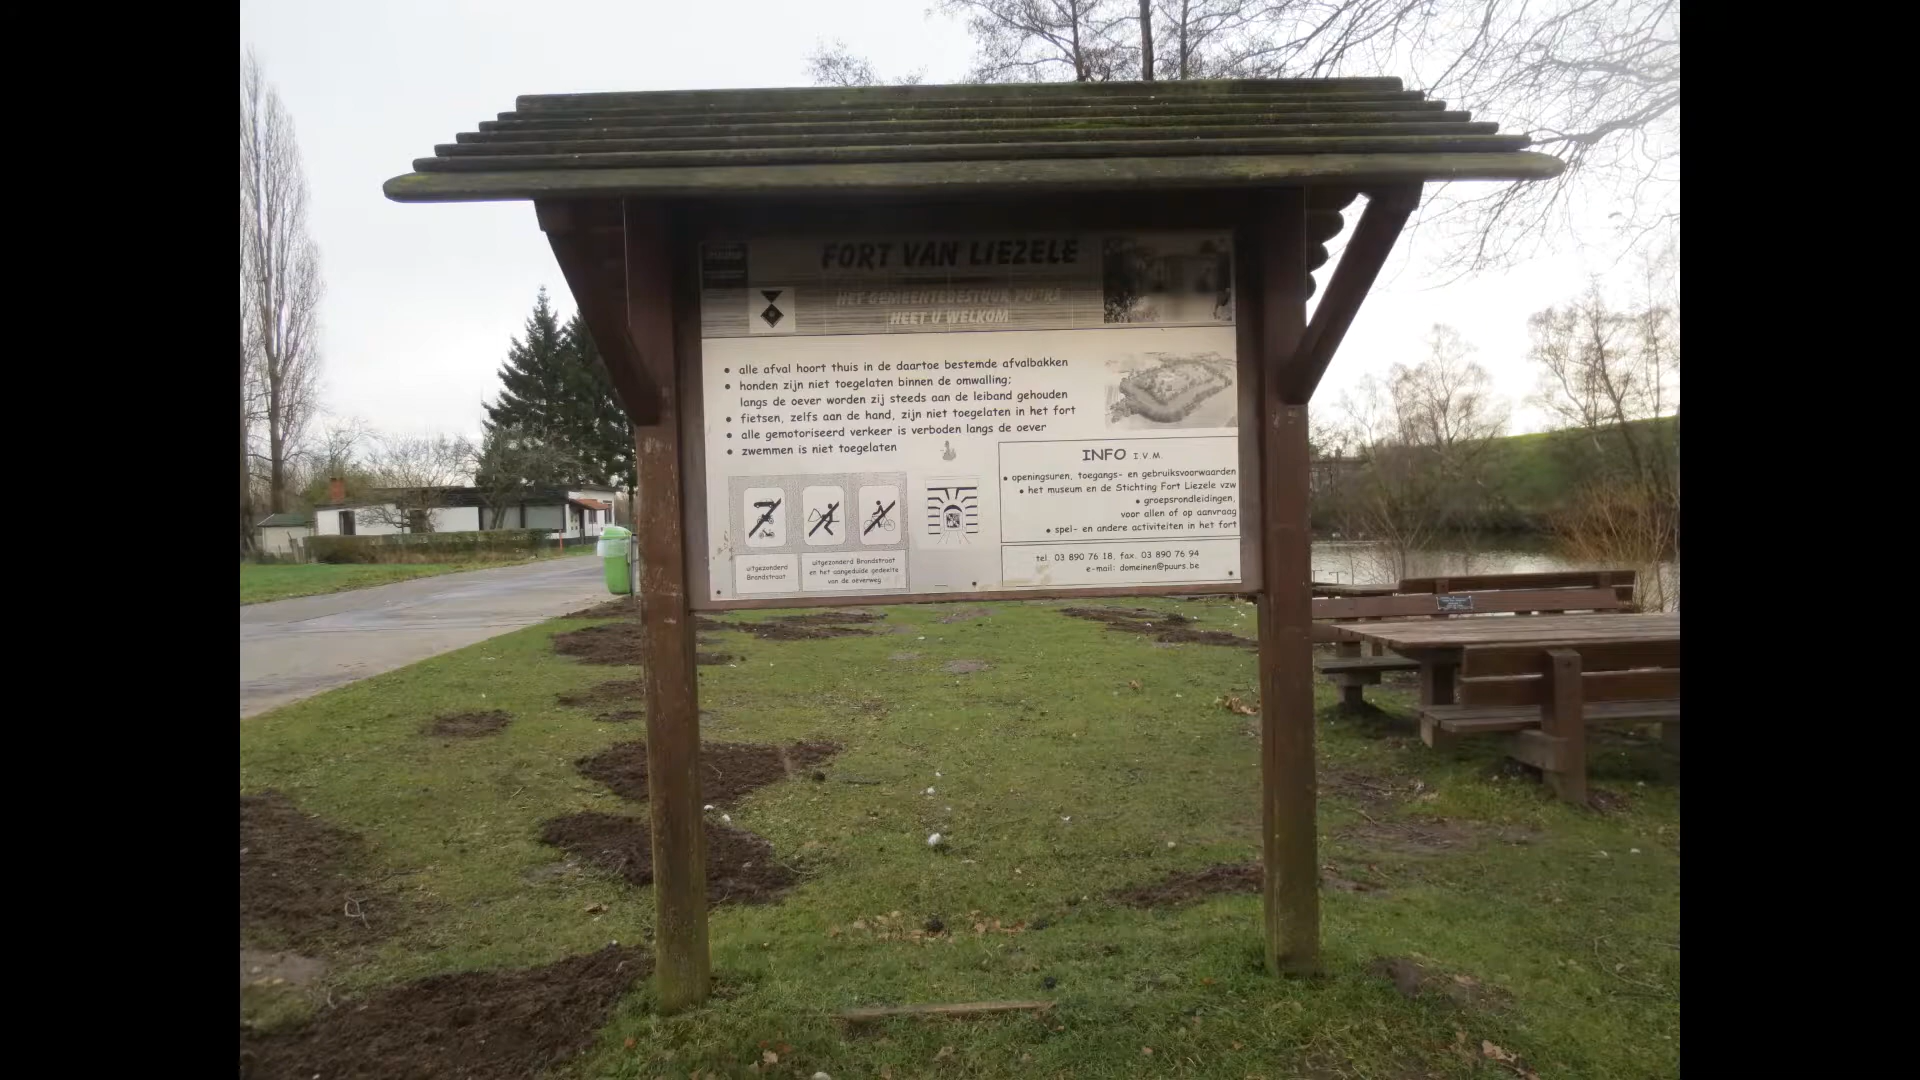 FORT VAN LIEZELE
HET GEMEENTEBESTUUR PUURS
HEET U WELKOM
• alle afval hoort thuis in de daartoe bestemde afvalbakken
• honden zijn niet toegelaten binnen de omwalling;
langs de oever worden zij steeds aan de leiband gehouden
• fietsen, zelfs aan de hand, zijn niet toegelaten in het fort
• alle gemotoriseerd verkeer is verboden langs de oever
• zwemmen is niet toegelaten
uitgezonderd
Brandstraat
uitgezonderd Brandstraat
en het aangeduide gedeelte
van de oeverweg
INFO I.V.M.
• openingsuren, toegangs- en gebruiksvoorwaarden
• het museum en de Stichting Fort Liezele vzw
• groepsrondleidingen,
voor allen of op aanvraag
• spel- en andere activiteiten in het fort
tel. 03 890 76 18, fax. 03 890 76 94
e-mail: domeinen@puurs.be